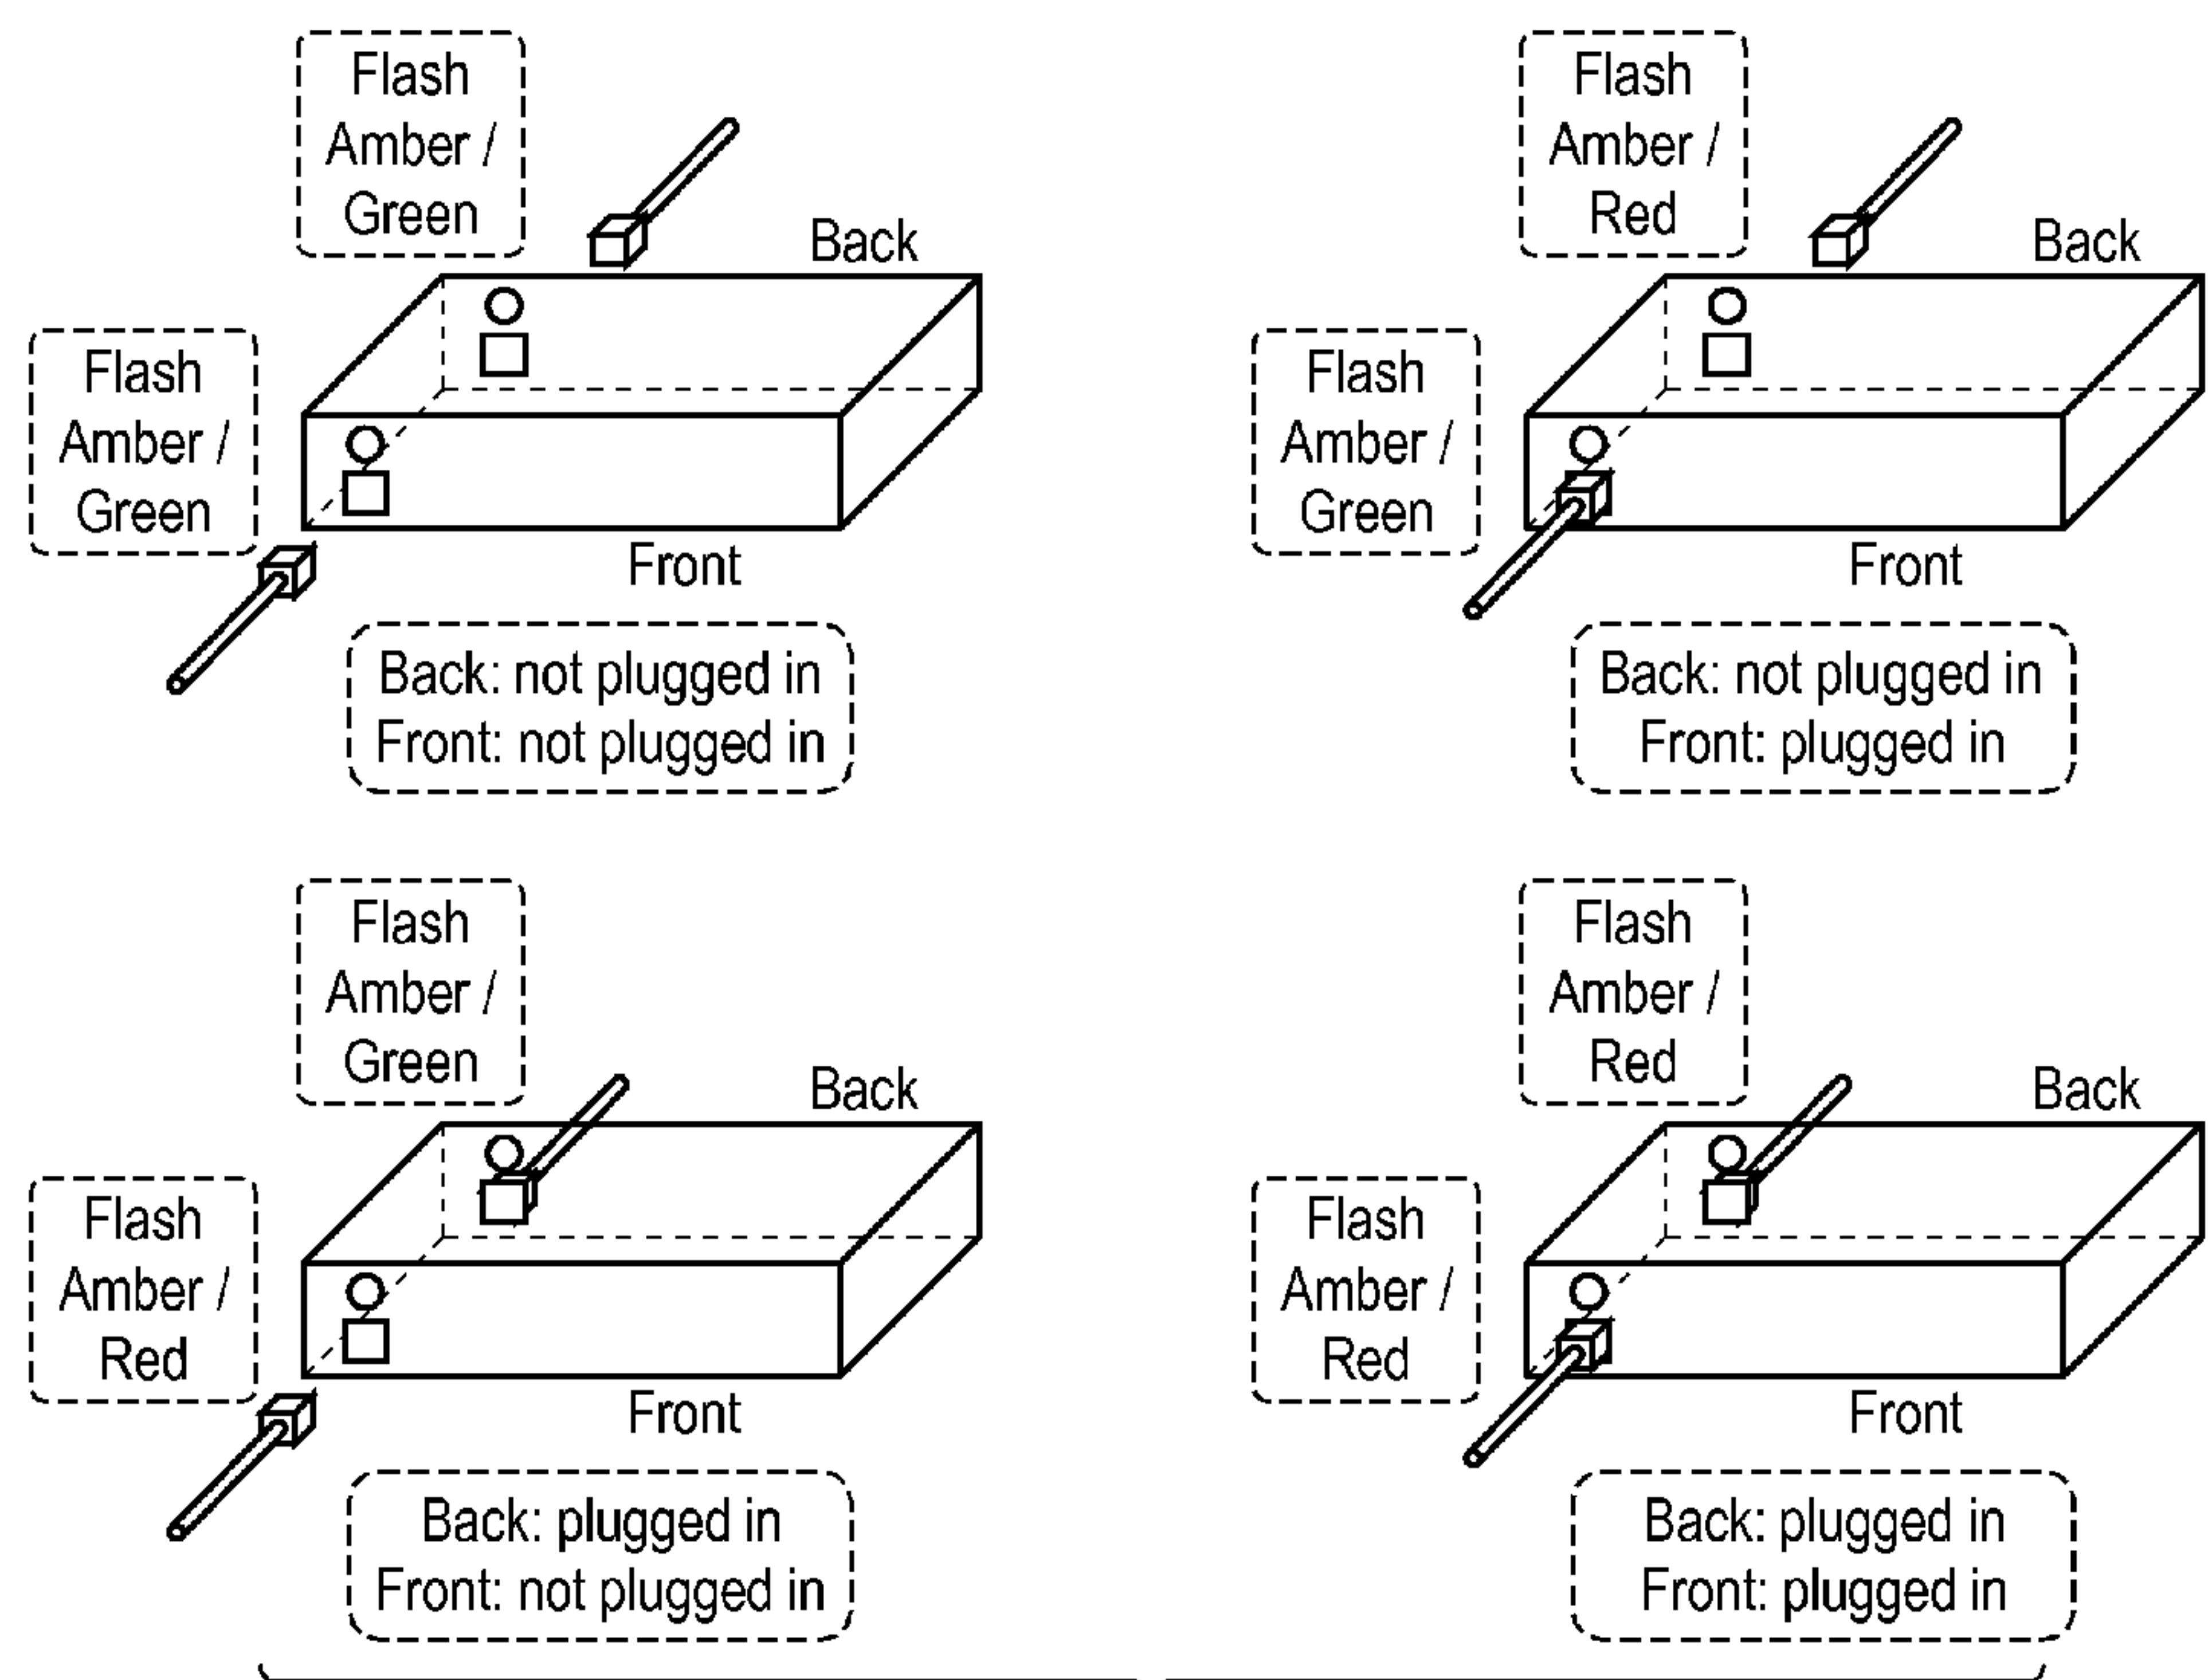 Flash
Amber /
Green
Back
Flash
Amber /
Green
Front
Back: not plugged in
Front: not plugged in
Flash
Amber /
Red
Back
Flash
Amber /
Green
Front
Back: not plugged in
Front: plugged in
Flash
Amber /
Green
Back
Flash
Amber /
Red
Front
Back: plugged in
Front: not plugged in
Flash
Amber /
Red
Back
Flash
Amber /
Red
Front
Back: plugged in
Front: plugged in